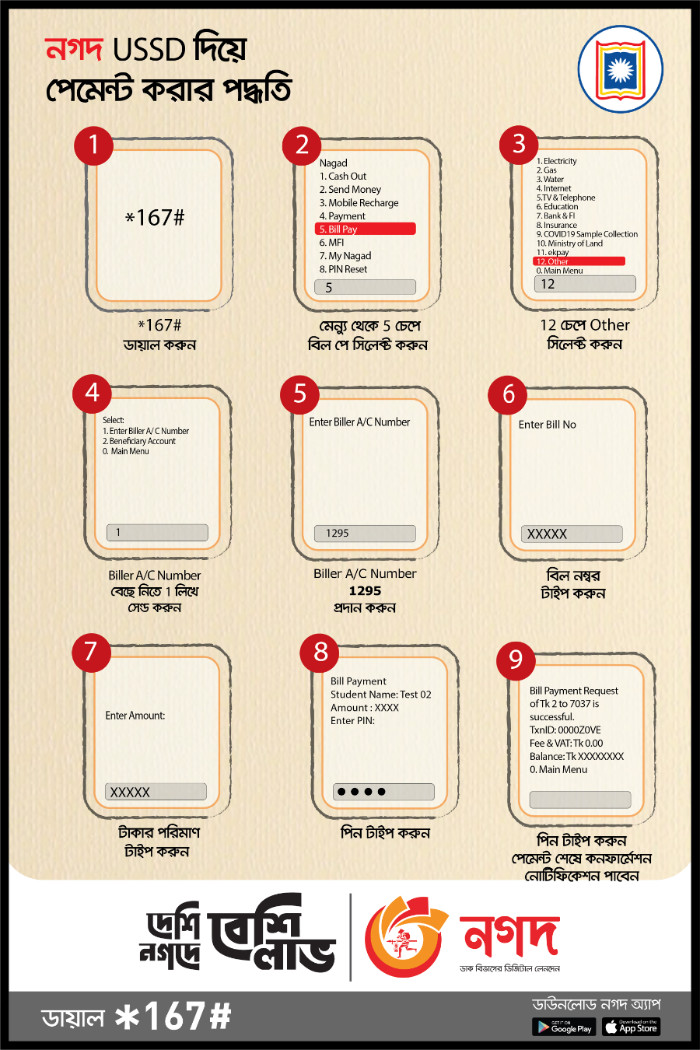 নগদ USSD দিয়ে
পেমেন্ট করার পদ্ধতি
1
*167#
*167#
ডায়াল করুন
2
Nagad
1. Cash Out
2. Send Money
3. Mobile Recharge
4. Payment
5. Bill Pay
6. MFI
7. My Nagad
8. PIN Reset
5
মেন্যু থেকে 5 চেপে
বিল পে সিলেক্ট করুন
3
1. Electricity
2. Gas
3. Water
4. Internet
5.TV & Telephone
6. Education
7. Bank & FI
8. Insurance
9. COVID19 Sample Collection
10. Ministry of Land
11. ekpay
12. Other
0. Main Menu
12
12 চেপে Other
সিলেক্ট করুন
4
Select:
1. Enter Biller A/ C Number
2. Beneficiary Account
0. Main Menu
1
Biller A/C Number
বেছে নিতে 1 লিখে
সেন্ড করুন
5
Enter Biller A/C Number
1295
Biller A/C Number
1295
প্রদান করুন
6
Enter Bill No
XXXXX
বিল নম্বর
টাইপ করুন
7
Enter Amount:
XXXXX
টাকার পরিমাণ
টাইপ করুন
8
Bill Payment
Student Name: Test 02
Amount : XXXX
Enter PIN:
পিন টাইপ করুন
9
Bill Payment Request
of Tk 2 to 7037 is
successful.
TxnID: 0000Z0VE
Fee & VAT: Tk 0.00
Balance: Tk XXXXXXXX
0. Main Menu
পিন টাইপ করুন
পেমেন্ট শেষে কনফার্মেশন
নোটিফিকেশন পাবেন
দেশি
নগদে
বেশি
লাভ
নগদ
ডাক বিভাগের ডিজিটাল লেনদেন
ডায়াল *167#
ডাউনলোড নগদ অ্যাপ
GET IT ON
Google Play
Download on the
App Store